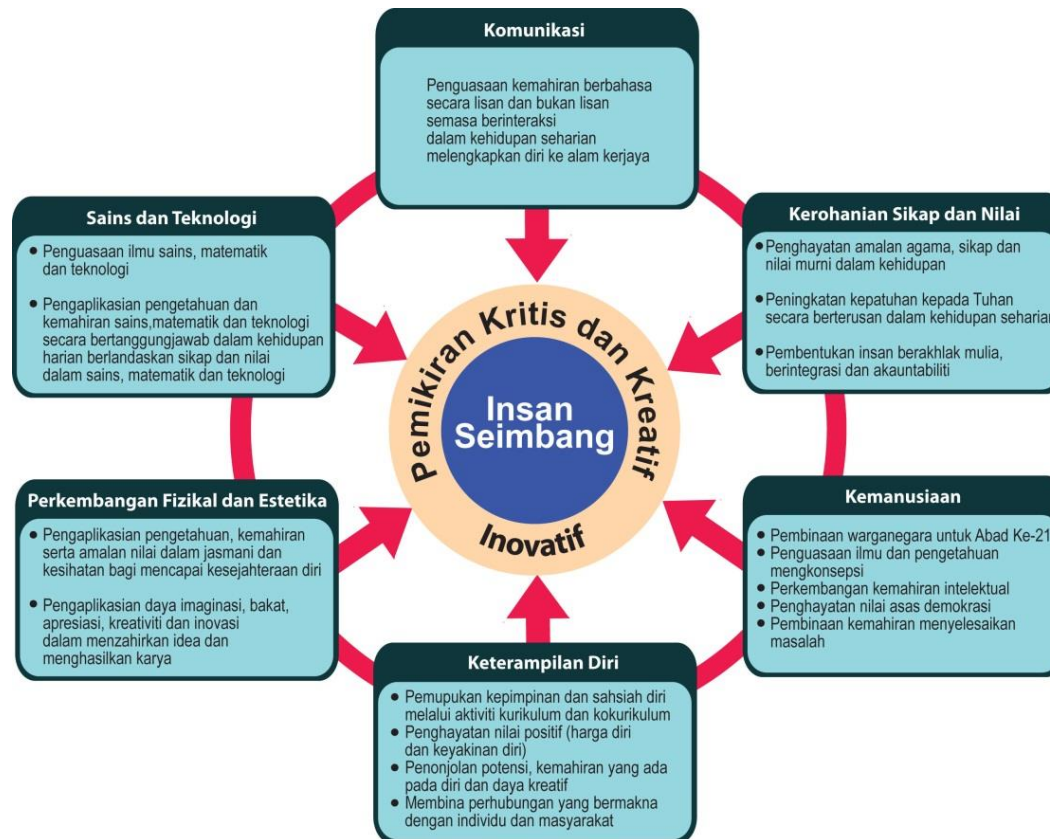 Komunikasi
Penguasaan kemahiran berbahasa
secara lisan dan bukan lisan
semasa berinteraksi
dalam kehidupan seharian
melengkapkan diri ke alam kerjaya
Sains dan Teknologi
● Penguasaan ilmu sains, matematik
dan teknologi
● Pengaplikasian pengetahuan dan
kemahiran sains,matematik dan teknologi
secara bertanggungjawab dalam kehidupan
harian berlandaskan sikap dan nilai
dalam sains, matematik dan teknologi
Kerohanian Sikap dan Nilai
● Penghayatan amalan agama, sikap dan
nilai murni dalam kehidupan
● Peningkatan kepatuhan kepada Tuhan
secara berterusan dalam kehidupan seharian
● Pembentukan insan berakhlak mulia,
berintegrasi dan akauntabiliti
Pemikiran Kritis dan Kreatif
Insan
Seimbang
Inovatif
Perkembangan Fizikal dan Estetika
● Pengaplikasian pengetahuan, kemahiran
serta amalan nilai dalam jasmani dan
kesihatan bagi mencapai kesejahteraan diri
● Pengaplikasian daya imaginasi, bakat,
apresiasi, kreativiti dan inovasi
dalam menzahirkan idea dan
menghasilkan karya
Kemanusiaan
● Pembinaan warganegara untuk Abad Ke-21
● Penguasaan ilmu dan pengetahuan
mengkonsepsi
● Perkembangan kemahiran intelektual
● Penghayatan nilai asas demokrasi
● Pembinaan kemahiran menyelesaikan
masalah
Keterampilan Diri
● Pemupukan kepimpinan dan sahsiah diri
melalui aktiviti kurikulum dan kokurikulum
● Penghayatan nilai positif (harga diri
dan keyakinan diri)
● Penonjolan potensi, kemahiran yang ada
pada diri dan daya kreatif
● Membina perhubungan yang bermakna
dengan individu dan masyarakat